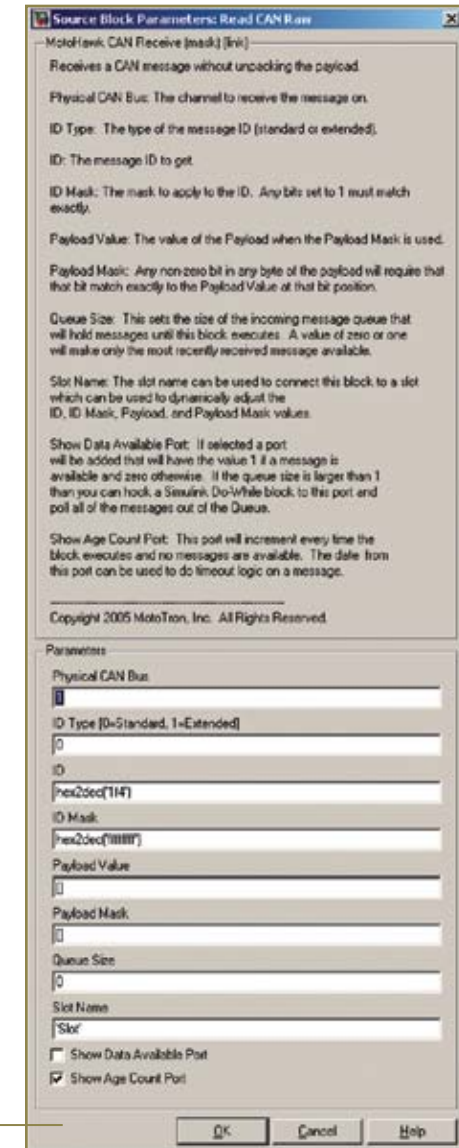 Source Block Parameters: Read CAN Raw
MotoHawk CAN Receive (mask) (link)
Receives a CAN message without unpacking the payload.
Physical CAN Bus: The channel to receive the message on.
ID Type: The type of the message ID (standard or extended).
ID: The message ID to get.
ID Mask: The mask to apply to the ID. Any bits set to 1 must match
exactly.
Payload Value: The value of the Payload when the Payload Mask is used.
Payload Mask: Any non-zero bit in any byte of the payload will require that
that bit match exactly to the Payload Value at that bit position.
Queue Size: This sets the size of the incoming message queue that
will hold messages until this block executes. A value of zero or one
will make only the most recently received message available.
Slot Name: The slot name can be used to connect this block to a slot
which can be used to dynamically adjust the
ID, ID Mask, Payload, and Payload Mask values.
Show Data Available Port: If selected a port
will be added that will have the value 1 if a message is
available and zero otherwise. If the queue size is larger than 1
than you can hook a Simulink Do-While block to this port and
poll all of the messages out of the Queue.
Show Age Count Port: This port will increment every time the
block executes and no messages are available. The date from
this port can be used to do timeout logic on a message.
Copyright 2005 MotoTron, Inc. All Rights Reserved.
Parameters
Physical CAN Bus
1
ID Type [0=Standard, 1=Extended]
0
ID
hex2dec('1f4')
ID Mask
Payload Value
[]
Payload Mask
[]
Queue Size
0
Slot Name
'Slot'
Show Data Available Port
Show Age Count Port
OK
Cancel
Help